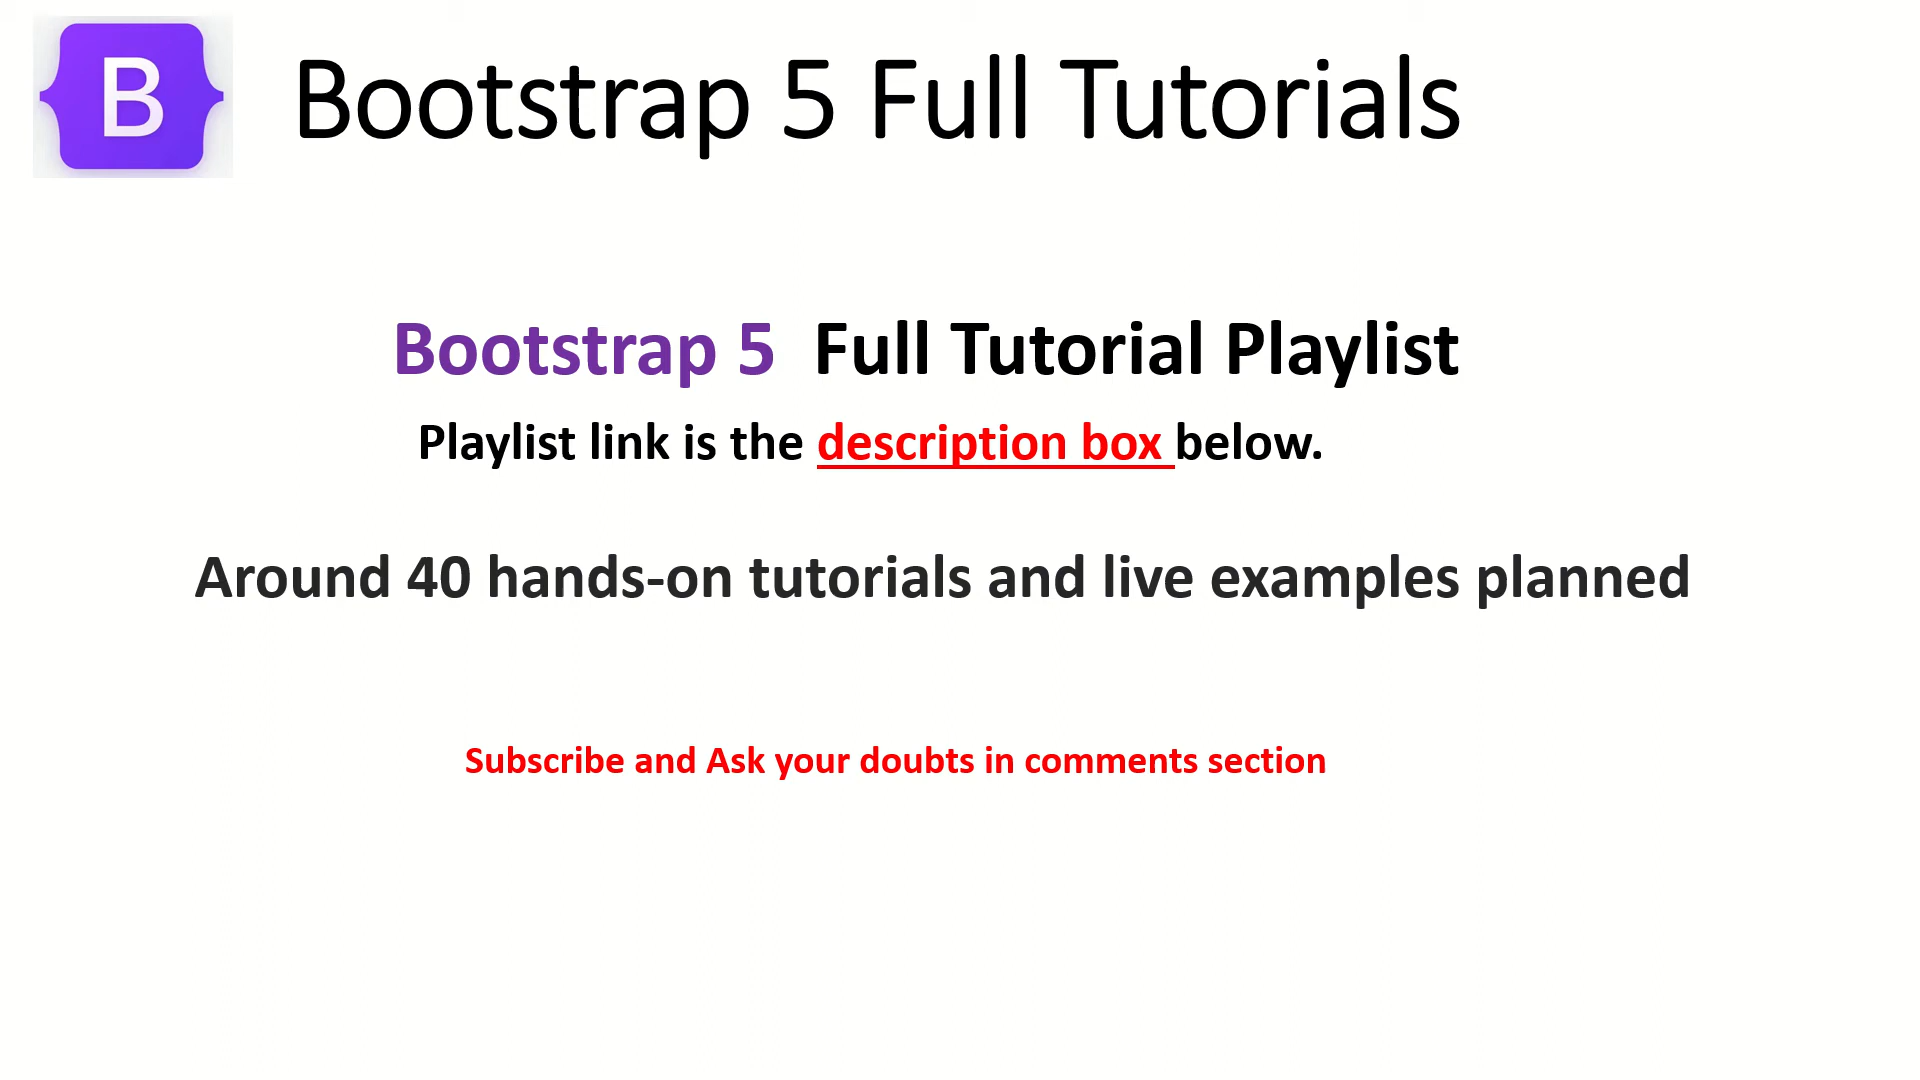 B
Bootstrap 5 Full Tutorials
Bootstrap 5 Full Tutorial Playlist
Playlist link is the description box below.
Around 40 hands-on tutorials and live examples planned
Subscribe and Ask your doubts in comments section